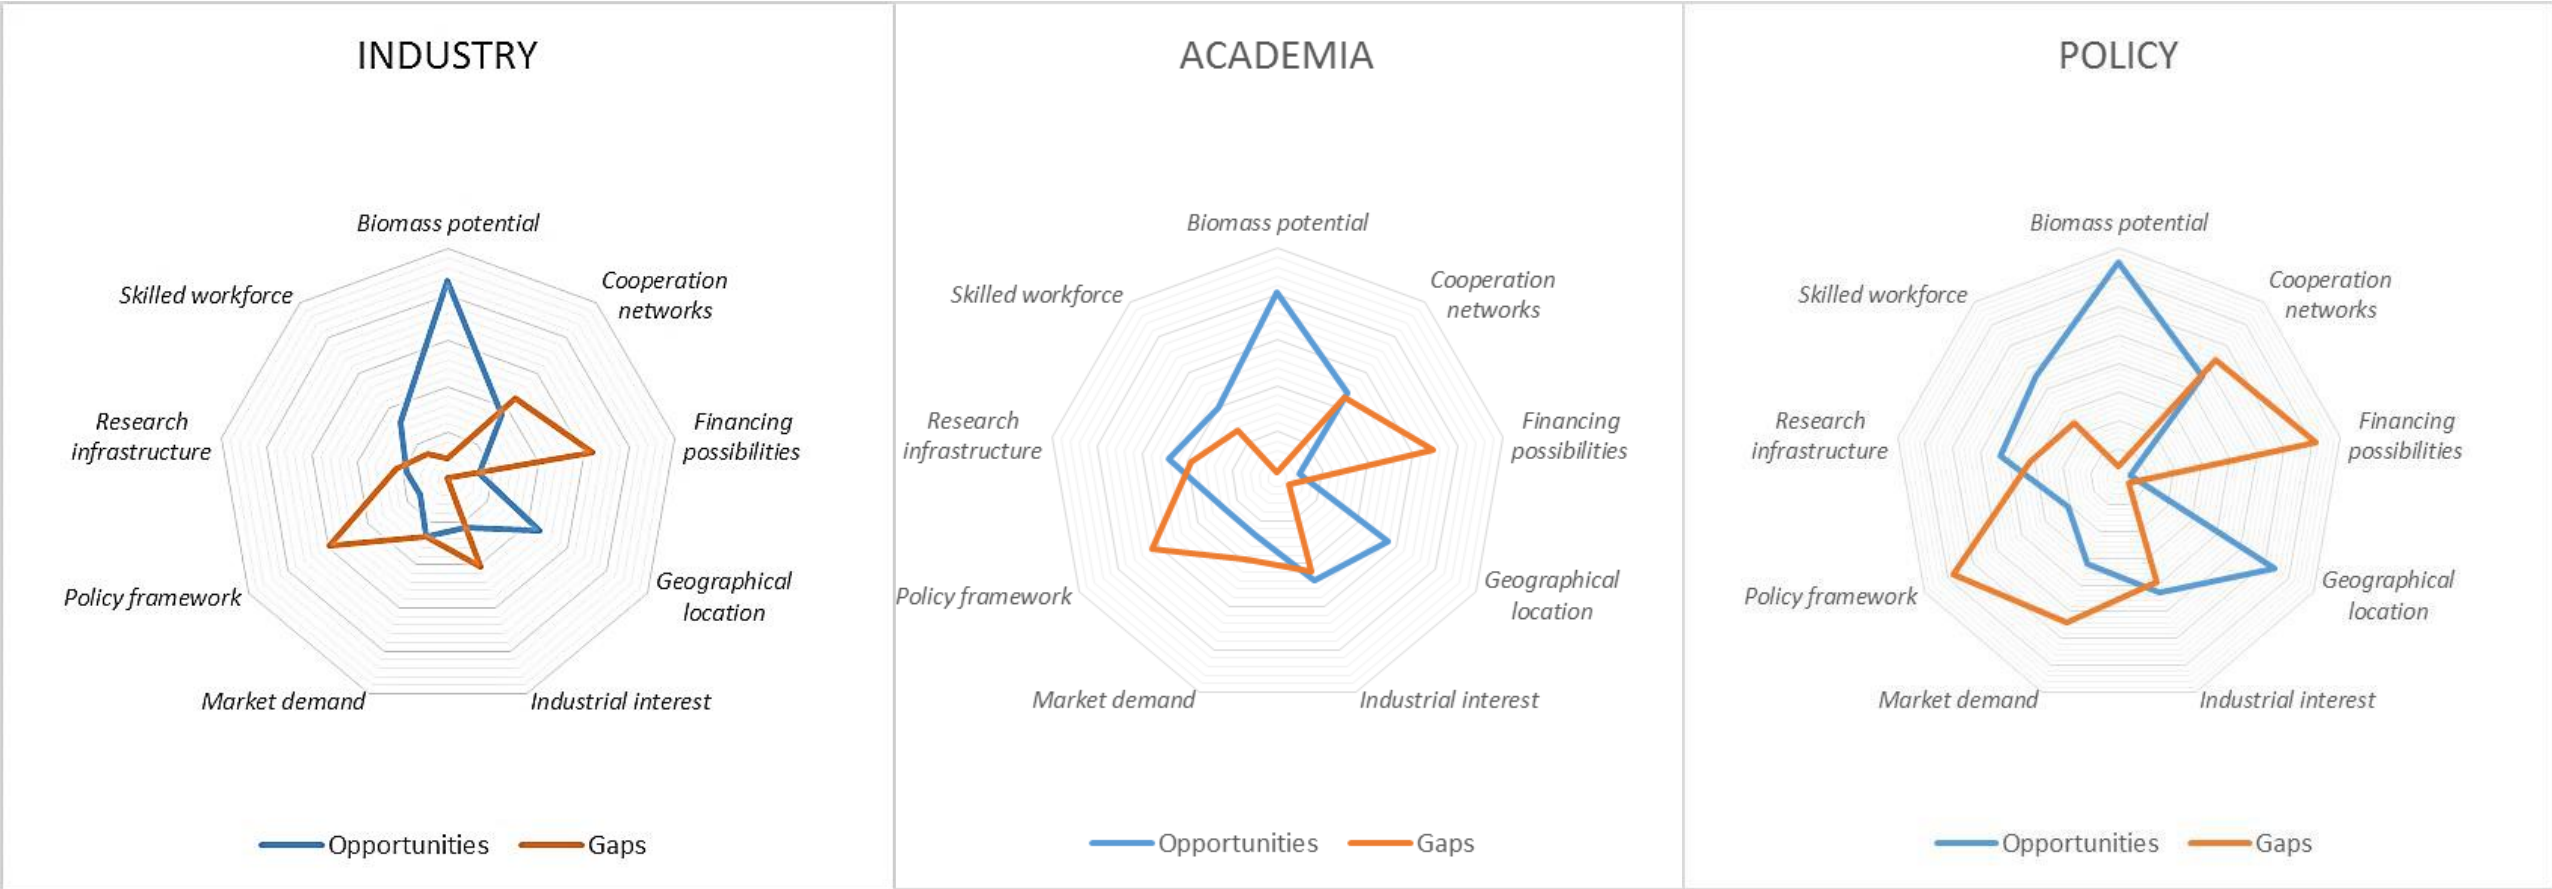 INDUSTRY
Biomass potential
Cooperation
networks
Financing
possibilities
Geographical
location
Industrial interest
Market demand
Policy framework
Research
infrastructure
Skilled workforce
Opportunities
Gaps
ACADEMIA
Biomass potential
Cooperation
networks
Financing
possibilities
Geographical
location
Industrial interest
Market demand
Policy framework
Research
infrastructure
Skilled workforce
Opportunities
Gaps
POLICY
Biomass potential
Cooperation
networks
Financing
possibilities
Geographical
location
Industrial interest
Market demand
Policy framework
Research
infrastructure
Skilled workforce
Opportunities
Gaps